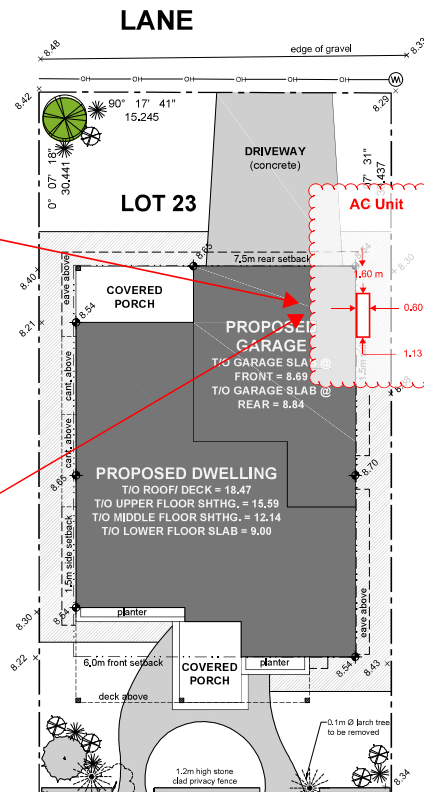 LANE
8.48
8.33
edge of gravel
OH OH OH OH OH OH
W
8.42
8.29
90° 17' 41"
15.245
0° 07' 18"
30.441
DRIVEWAY
(concrete)
LOT 23
AC Unit
8.65
7.5m rear setback
8.30
8.40
1.60 m
eave above
COVERED
PORCH
8.54
0.60
8.21
PROPOSED
GARAGE
T/O GARAGE SLAB @
FRONT = 8.69
T/O GARAGE SLAB @
REAR = 8.84
1.13
cant. above
cant. above
8.65
8.70
PROPOSED DWELLING
T/O ROOF/ DECK = 18.47
T/O UPPER FLOOR SHTHG. = 15.59
T/O MIDDLE FLOOR SHTHG. = 12.14
T/O LOWER FLOOR SLAB = 9.00
1.5m side setback
eave above
8.54
8.30
planter
8.22
6.0m front setback
COVERED
PORCH
planter
8.54
8.43
deck above
0.1m Ø larch tree
to be removed
1.2m high stone
clad privacy fence
8.34